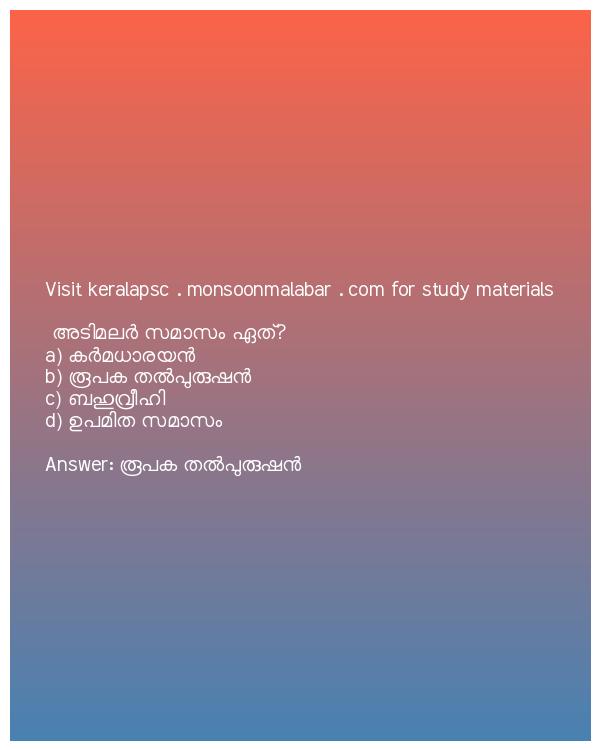 Visit keralapsc . monsoonmalabar . com for study materials
അടിമലർ സമാസം ഏത്?
a) കർമധാരയൻ
b) രൂപക തൽപുരുഷൻ
c) ബഹുവ്രീഹി
d) ഉപമിത സമാസം
Answer: രൂപക തൽപുരുഷൻ